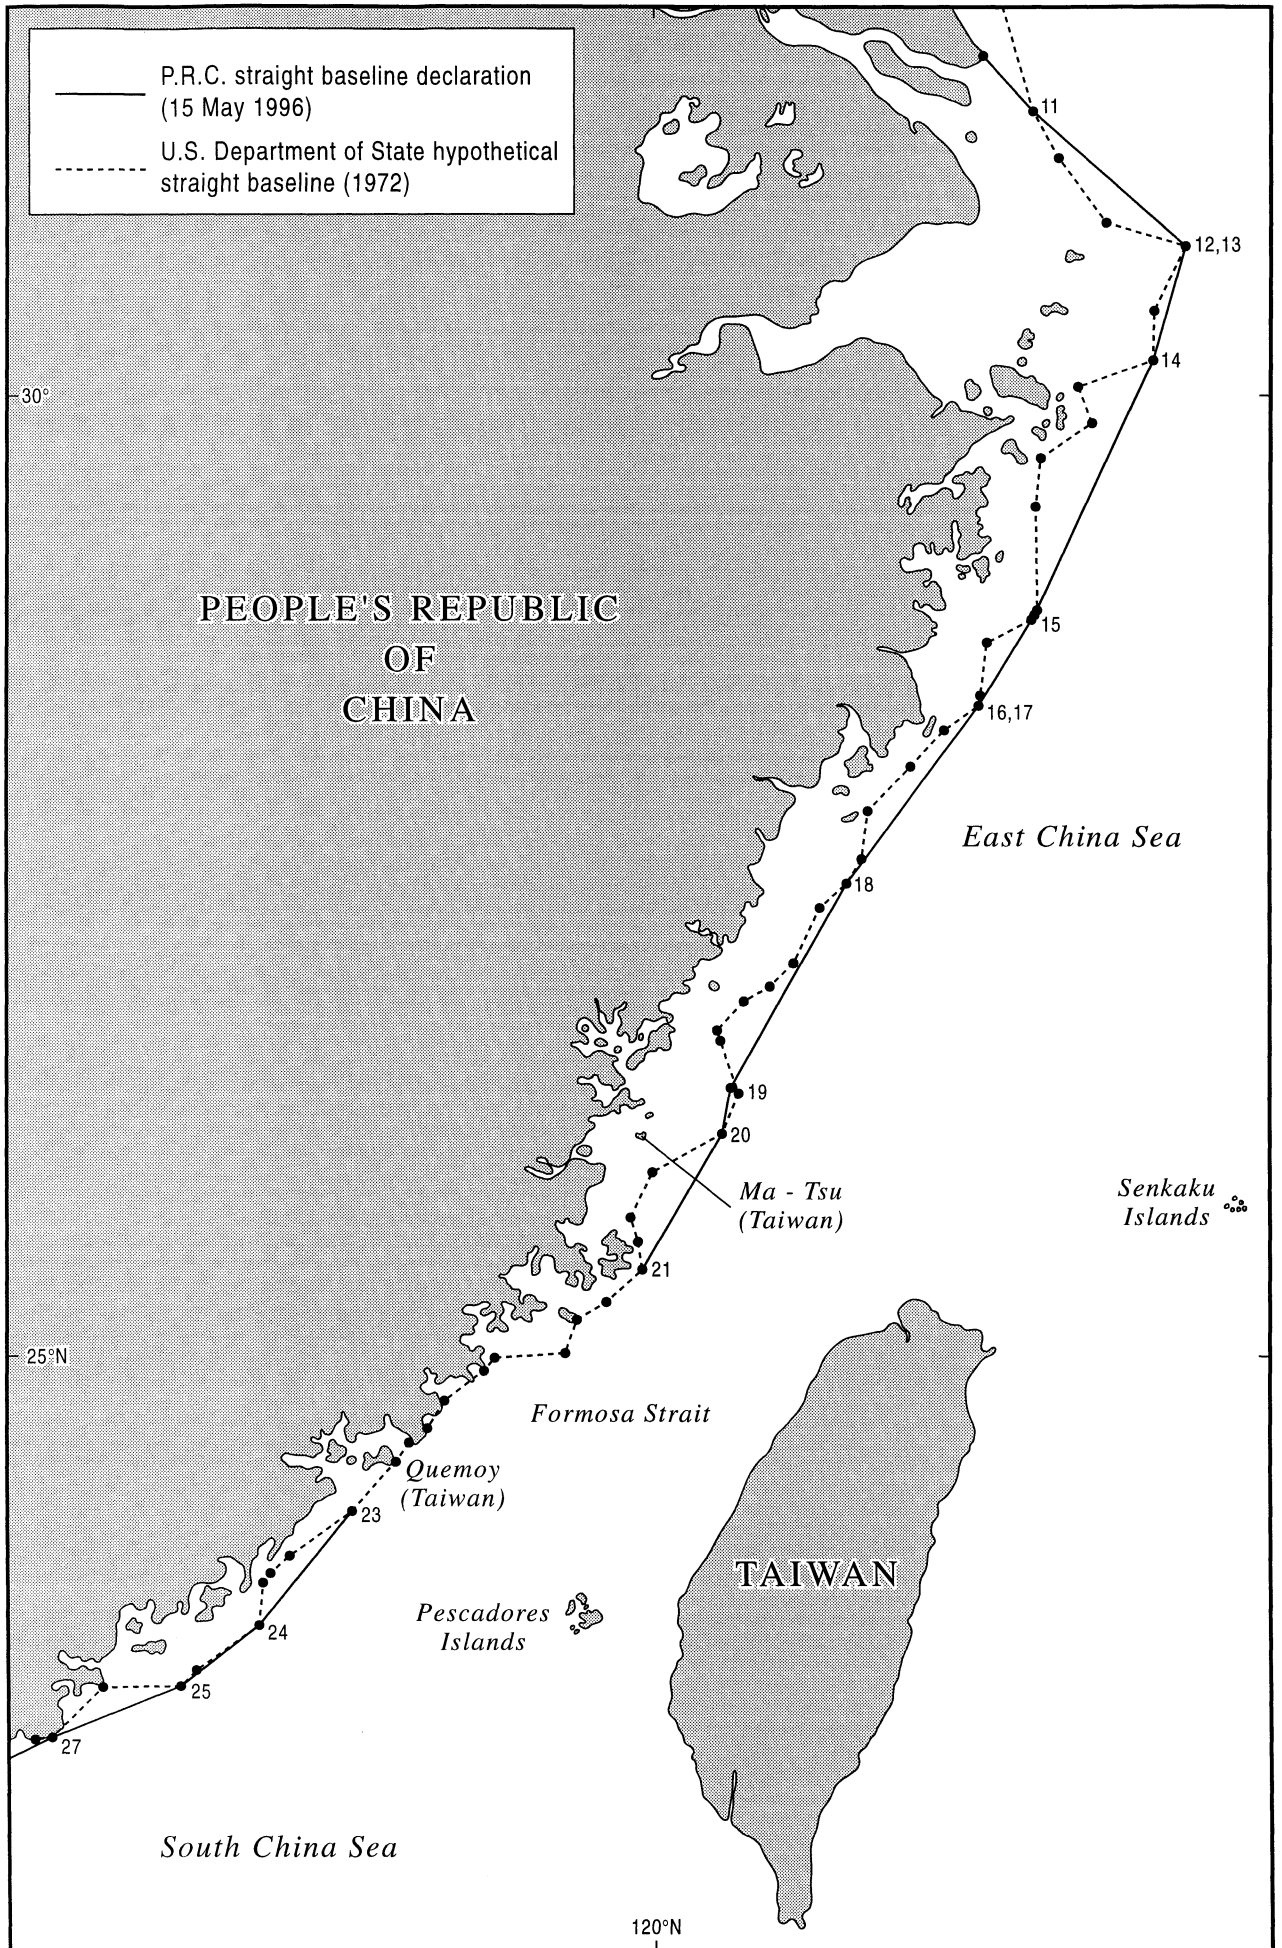 P.R.C. straight baseline declaration
(15 May 1996)
U.S. Department of State hypothetical
straight baseline (1972)
11
12,13
14
30°
PEOPLE'S REPUBLIC
OF
CHINA
15
16,17
East China Sea
18
19
20
Ma - Tsu
(Taiwan)
Senkaku
Islands
21
25°N
Formosa Strait
Quemoy
(Taiwan)
23
TAIWAN
Pescadores
Islands
24
25
27
South China Sea
120°N